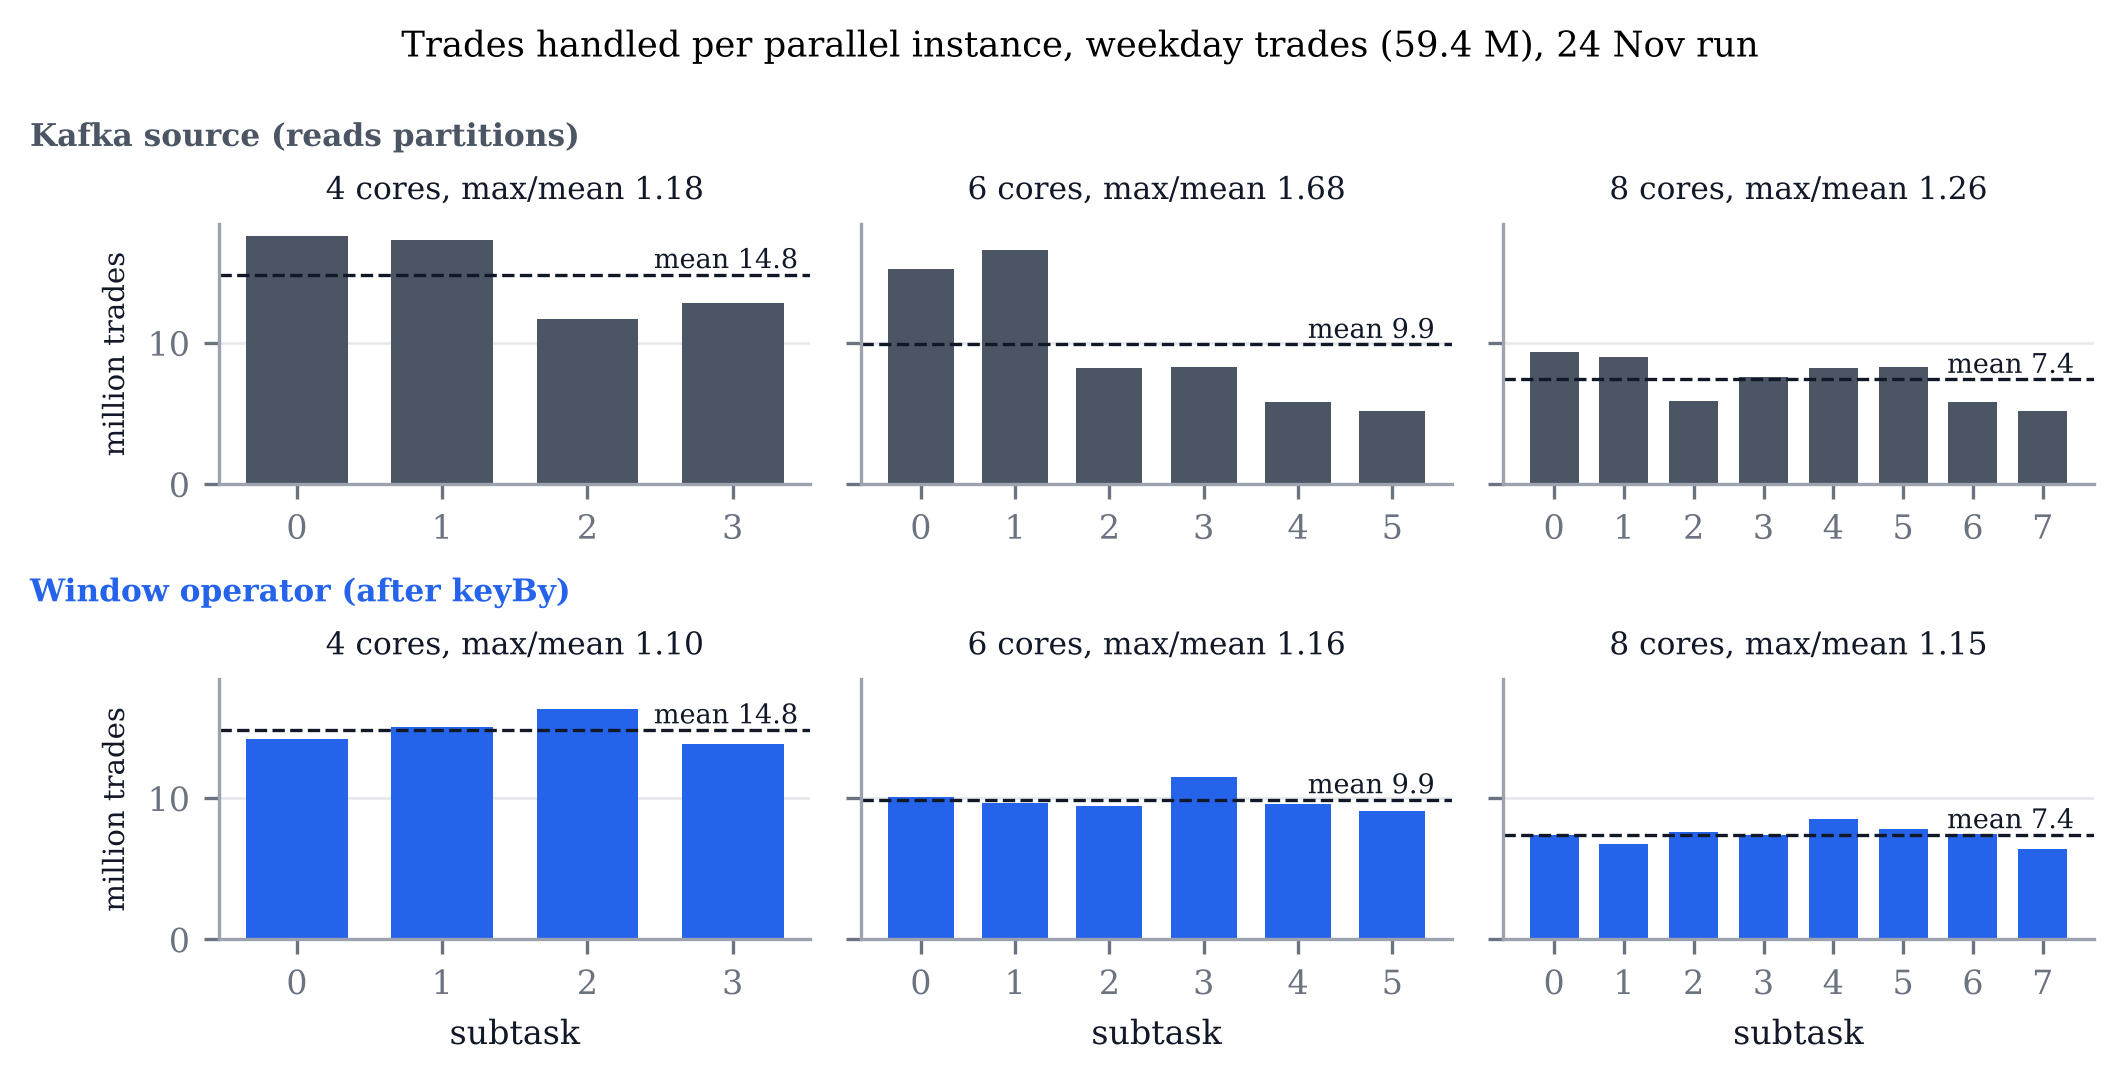 Trades handled per parallel instance, weekday trades (59.4 M), 24 Nov run
Kafka source (reads partitions)
4 cores, max/mean 1.18
6 cores, max/mean 1.68
8 cores, max/mean 1.26
million trades
10
0
mean 14.8
mean 9.9
mean 7.4
0 1 2 3
0 1 2 3 4 5
0 1 2 3 4 5 6 7
Window operator (after keyBy)
4 cores, max/mean 1.10
6 cores, max/mean 1.16
8 cores, max/mean 1.15
million trades
10
0
mean 14.8
mean 9.9
mean 7.4
0 1 2 3
0 1 2 3 4 5
0 1 2 3 4 5 6 7
subtask
subtask
subtask